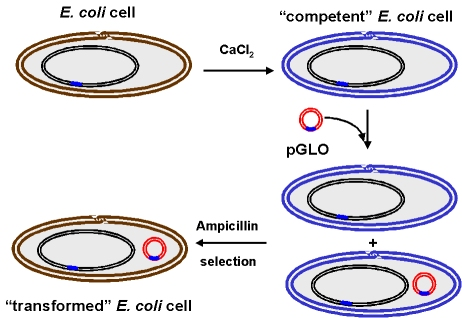 E. coli cell
“competent” E. coli cell
CaCl2
pGLO
+
Ampicillin
selection
“transformed” E. coli cell